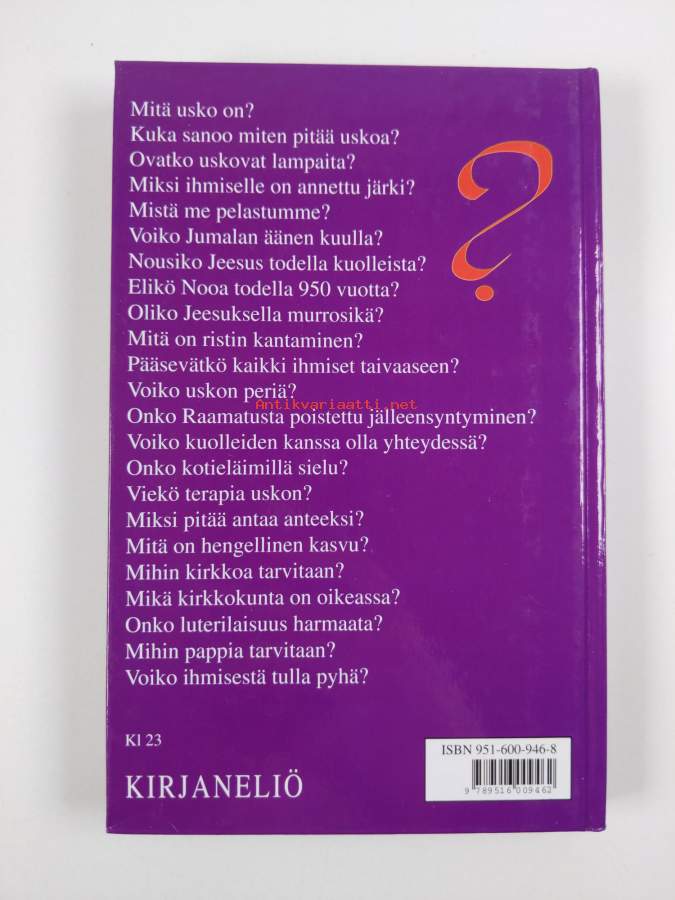 Mitä usko on?
Kuka sanoo miten pitää uskoa?
Ovatko uskovat lampaita?
Miksi ihmiselle on annettu järki?
Mistä me pelastumme?
Voiko Jumalan äänen kuulla?
Nousiko Jeesus todella kuolleista?
Elikö Nooa todella 950 vuotta?
Oliko Jeesuksella murrosikä?
Mitä on ristin kantaminen?
Pääsevätkö kaikki ihmiset taivaaseen?
Voiko uskon periä?
Antikvariaatti.net
Onko Raamatusta poistettu jälleensyntyminen?
Voiko kuolleiden kanssa olla yhteydessä?
Onko kotieläimillä sielu?
Viekö terapia uskon?
Miksi pitää antaa anteeksi?
Mitä on hengellinen kasvu?
Mihin kirkkoa tarvitaan?
Mikä kirkkokunta on oikeassa?
Onko luterilaisuus harmaata?
Mihin pappia tarvitaan?
Voiko ihmisestä tulla pyhä?
?
Kl 23
KIRJANELIÖ
ISBN 951-600-946-8
9 789516 009462